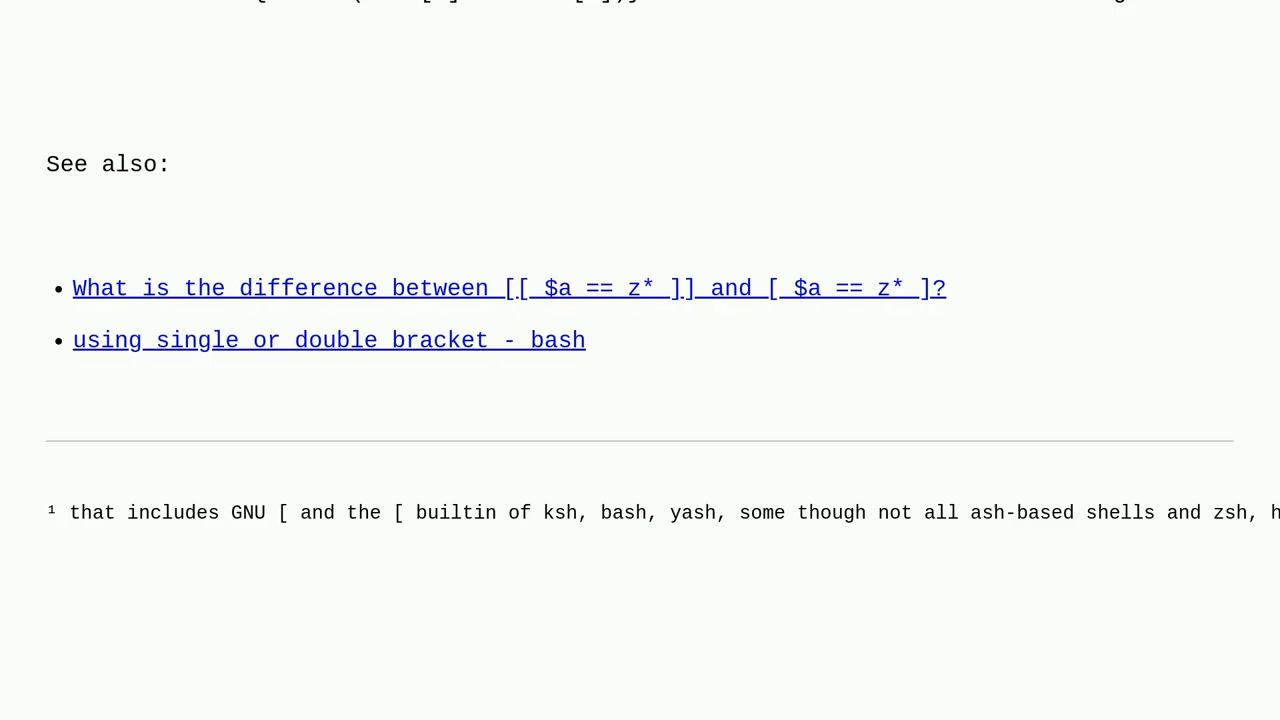 See also:
• What is the difference between [[ $a == z* ]] and [ $a == z* ]?
• using single or double bracket - bash
¹ that includes GNU [ and the [ builtin of ksh, bash, yash, some though not all ash-based shells and zsh,